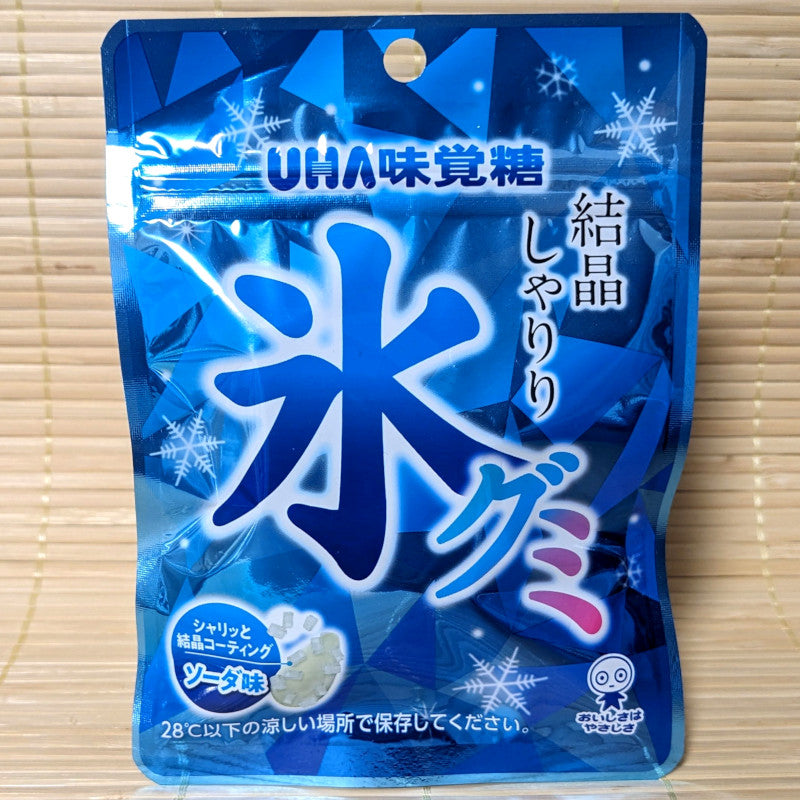 UHA味覚糖
結晶
しゃりり
氷
グミ
シャリッと
結晶コーティング
ソーダ味
おいしさは
やさしさ
28℃以下の涼しい場所で保存してください。